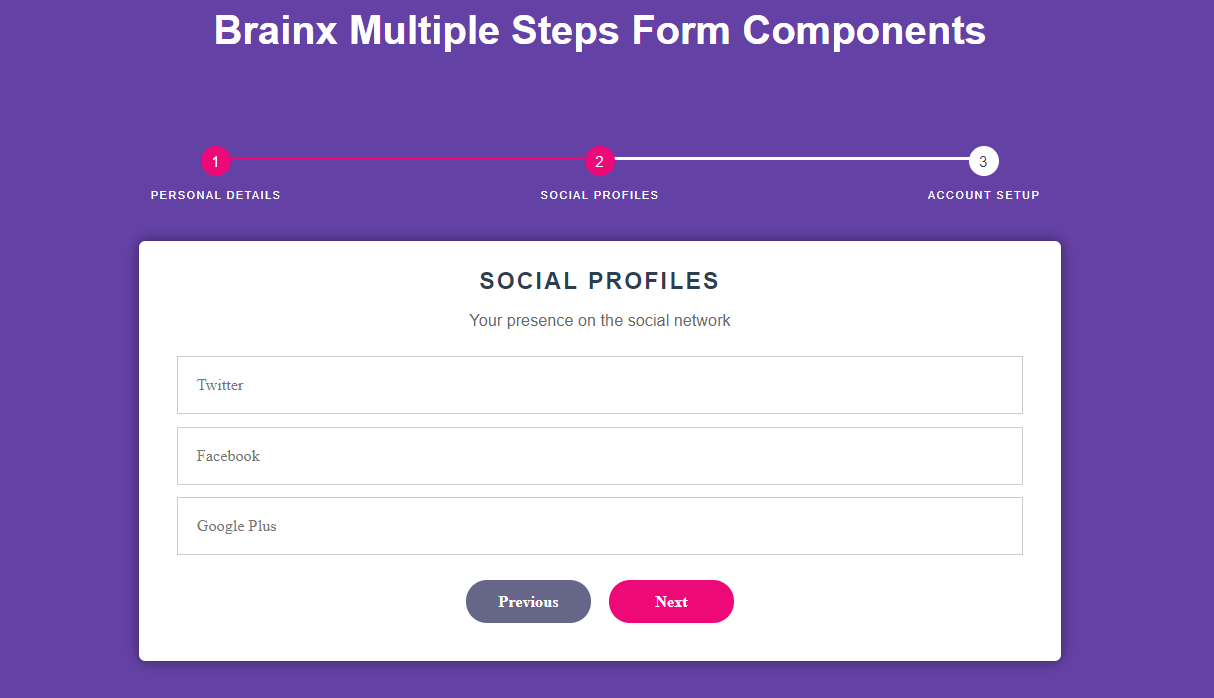 Brainx Multiple Steps Form Components
1 2 3
PERSONAL DETAILS SOCIAL PROFILES ACCOUNT SETUP
SOCIAL PROFILES
Your presence on the social network
Twitter
Facebook
Google Plus
Previous Next